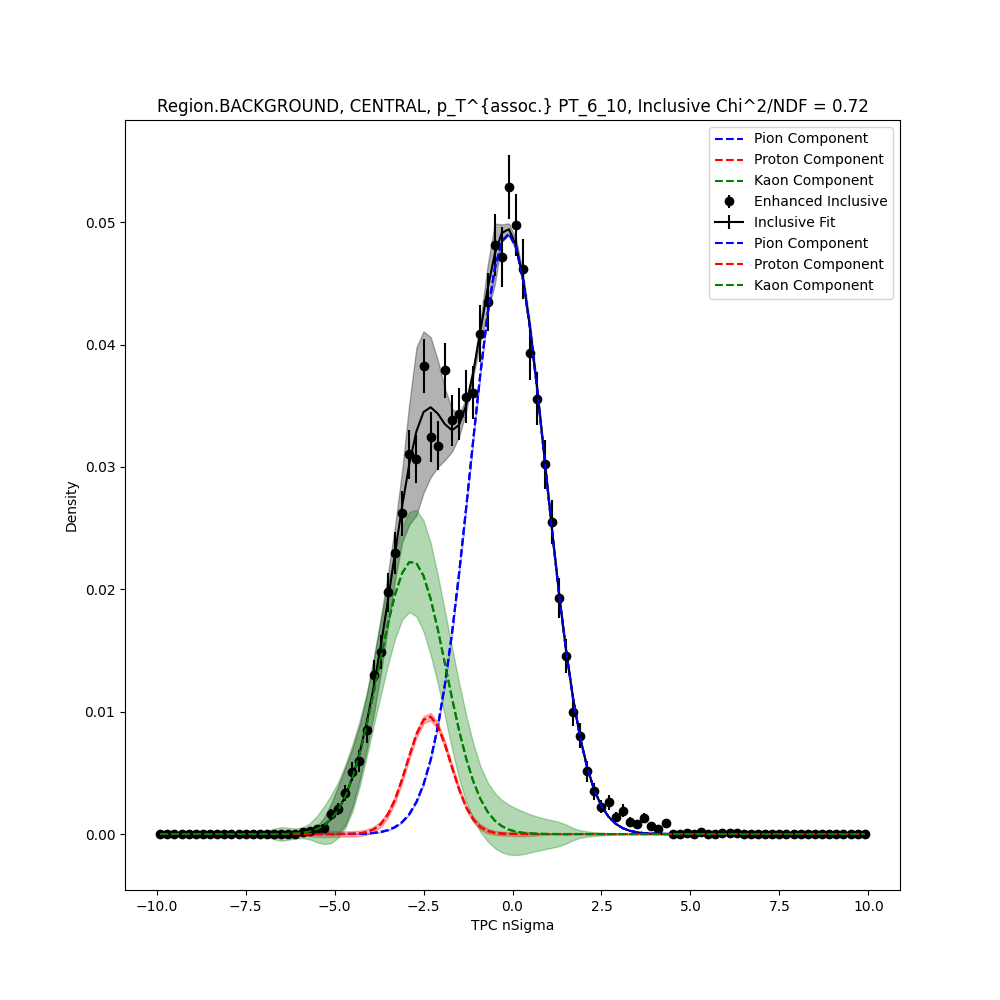 Region.BACKGROUND, CENTRAL, p_T^{assoc.} PT_6_10, Inclusive Chi^2/NDF = 0.72
Pion Component
Proton Component
Kaon Component
Enhanced Inclusive
Inclusive Fit
Pion Component
Proton Component
Kaon Component
0.05
0.04
0.03
0.02
0.01
0.00
Density
−10.0 −7.5 −5.0 −2.5 0.0 2.5 5.0 7.5 10.0
TPC nSigma